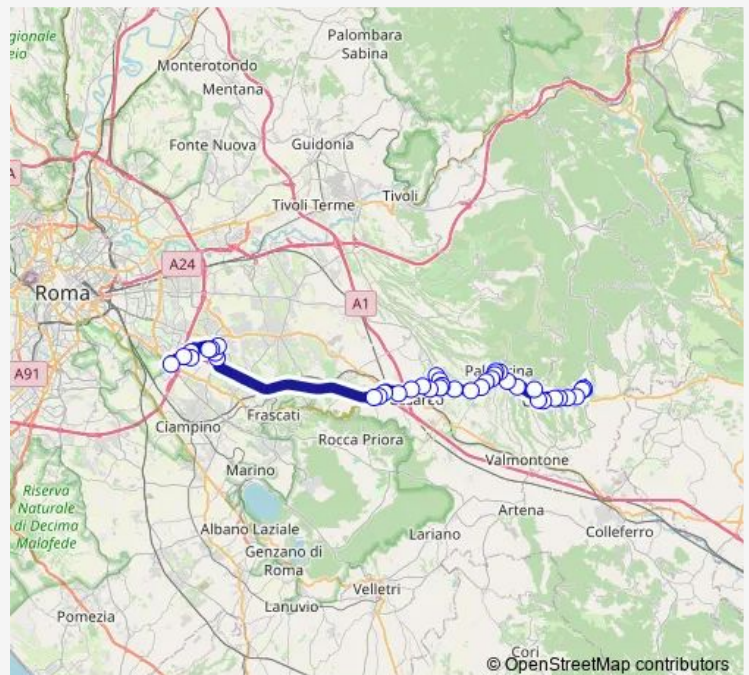 egionale
eio
Palombara
Sabina
Monterotondo
Mentana
A
Fonte Nuova
Guidonia
Tivoli
Tivoli Terme
A24
Roma
A1
A91
Ciampino
Frascati
Rocca Priora
Valmontone
Marino
Riserva
Naturale
di Decima
Malafede
Artena
Colleferro
Albano Laziale
Lariano
Genzano di
Roma
Velletri
Lanuvio
Pomezia
Cori
© OpenStreetMap contributors